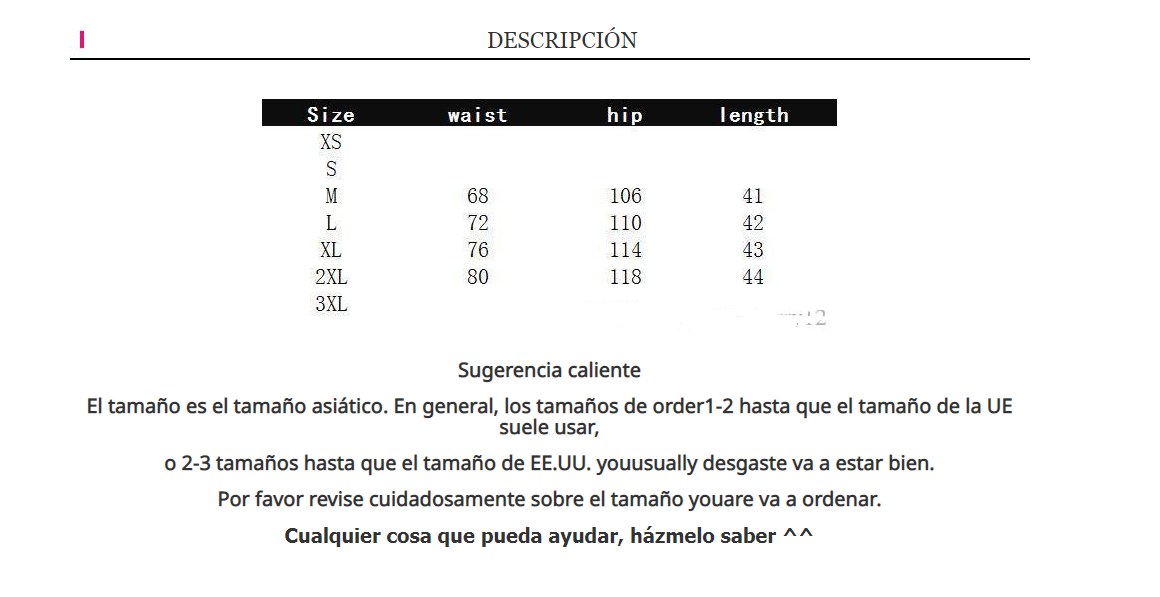 DESCRIPCIÓN
Size waist hip length
XS
S
M 68 106 41
L 72 110 42
XL 76 114 43
2XL 80 118 44
3XL
Sugerencia caliente
El tamaño es el tamaño asiático. En general, los tamaños de order1-2 hasta que el tamaño de la UE
suele usar,
o 2-3 tamaños hasta que el tamaño de EE.UU. youusually desgaste va a estar bien.
Por favor revise cuidadosamente sobre el tamaño youare va a ordenar.
Cualquier cosa que pueda ayudar, házmelo saber ^^